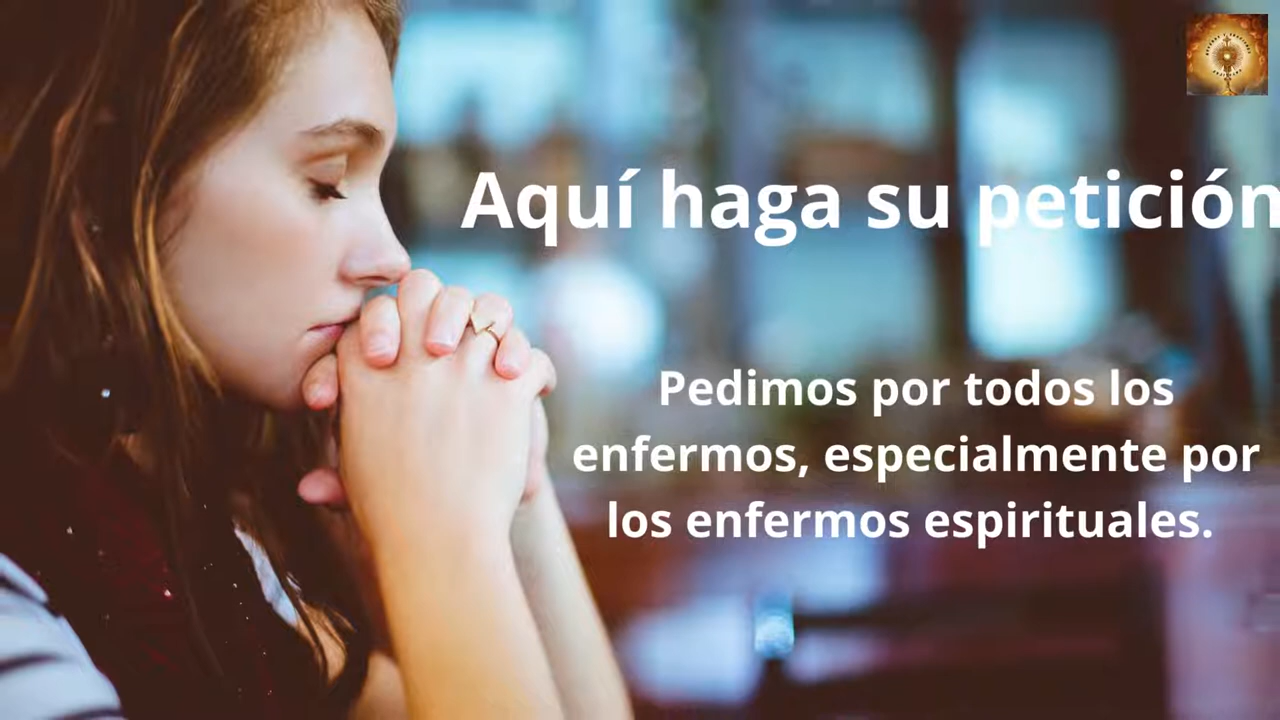 Aquí haga su petición
Pedimos por todos los
enfermos, especialmente por
los enfermos espirituales.